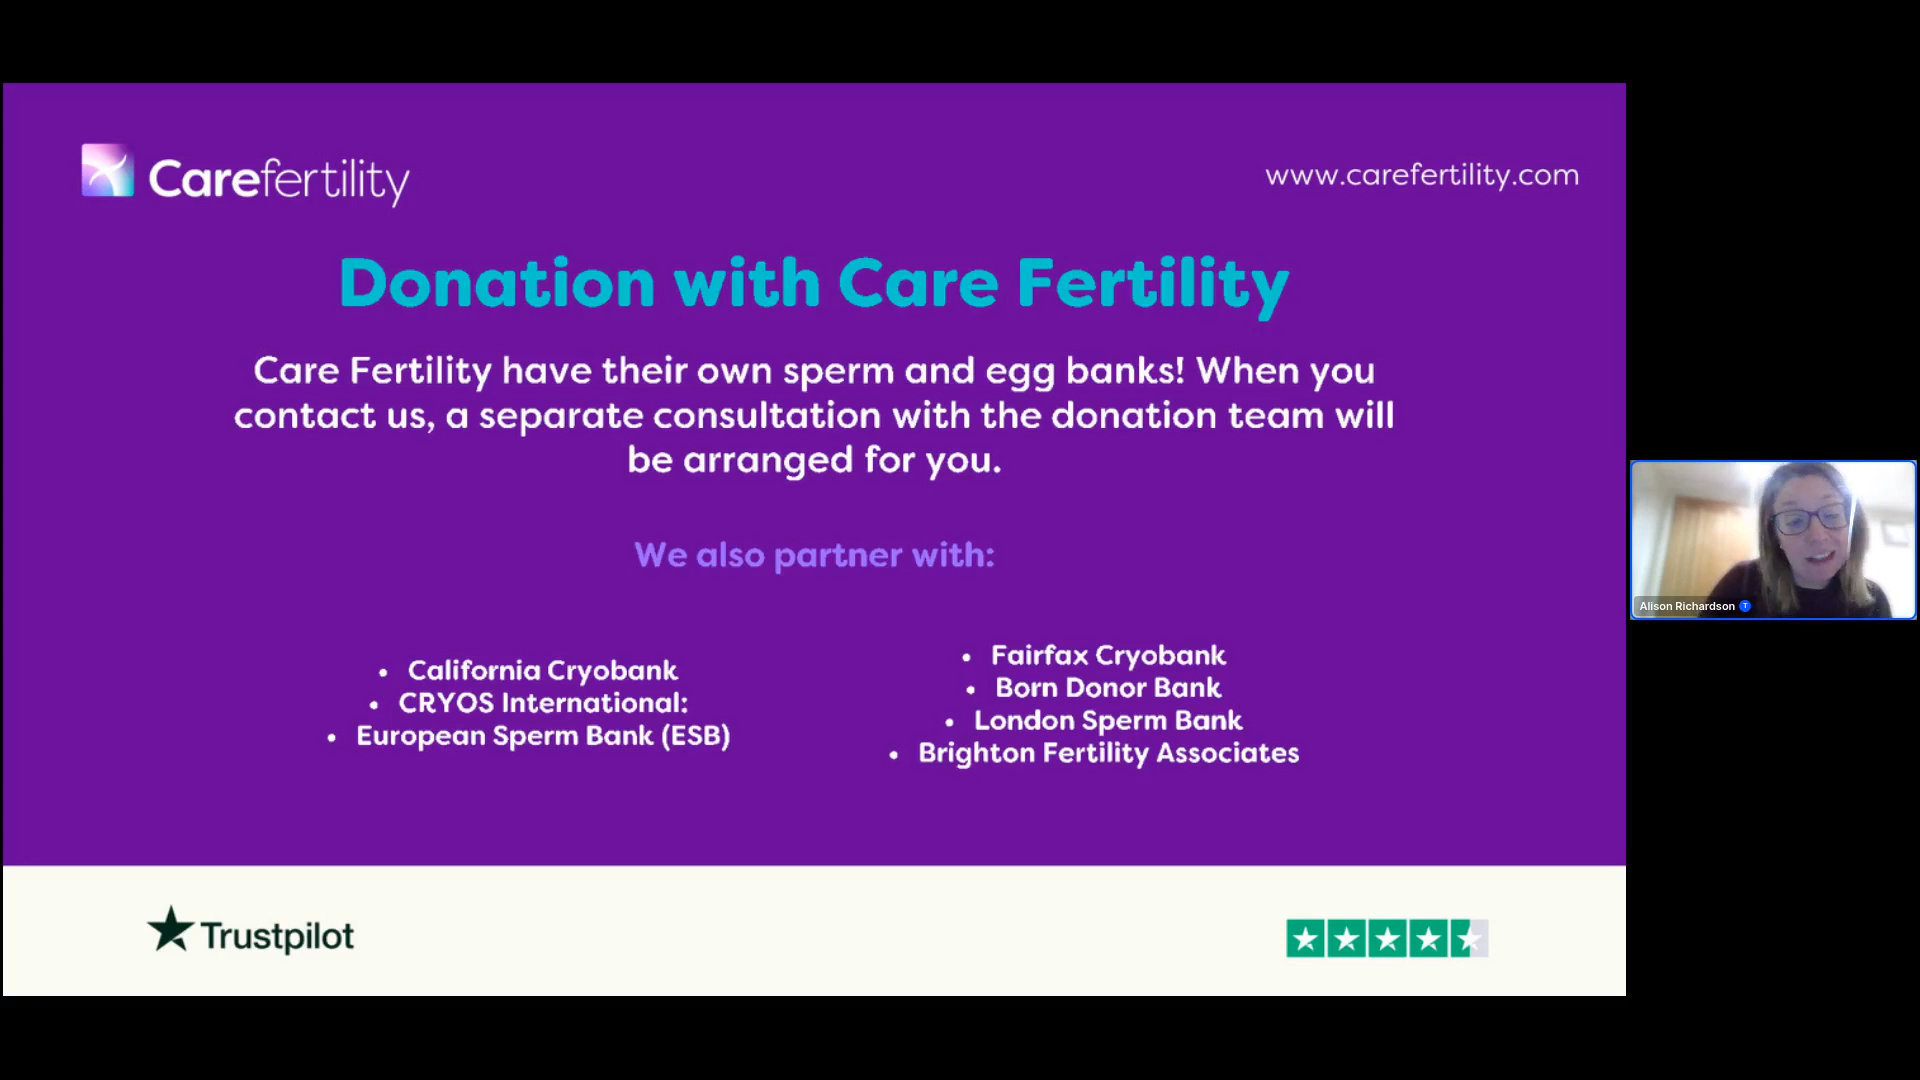 Carefertility
www.carefertility.com
Donation with Care Fertility
Care Fertility have their own sperm and egg banks! When you
contact us, a separate consultation with the donation team will
be arranged for you.
We also partner with:
• California Cryobank
• CRYOS International:
• European Sperm Bank (ESB)
• Fairfax Cryobank
• Born Donor Bank
• London Sperm Bank
• Brighton Fertility Associates
Alison Richardson T
Trustpilot